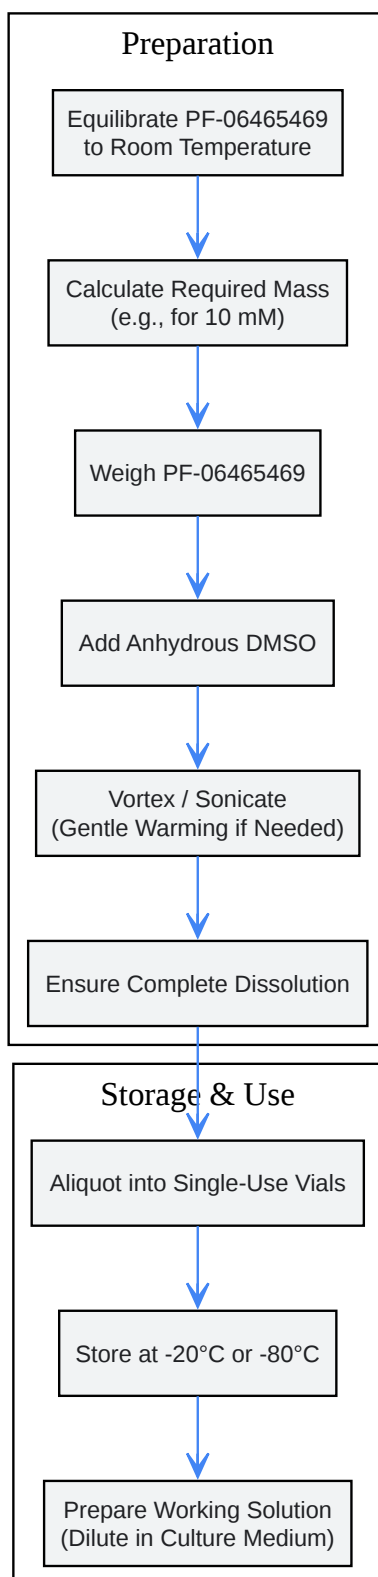 Preparation
Equilibrate PF-06465469
to Room Temperature
Calculate Required Mass
(e.g., for 10 mM)
Weigh PF-06465469
Add Anhydrous DMSO
Vortex / Sonicate
(Gentle Warming if Needed)
Ensure Complete Dissolution
Storage & Use
Aliquot into Single-Use Vials
Store at -20°C or -80°C
Prepare Working Solution
(Dilute in Culture Medium)